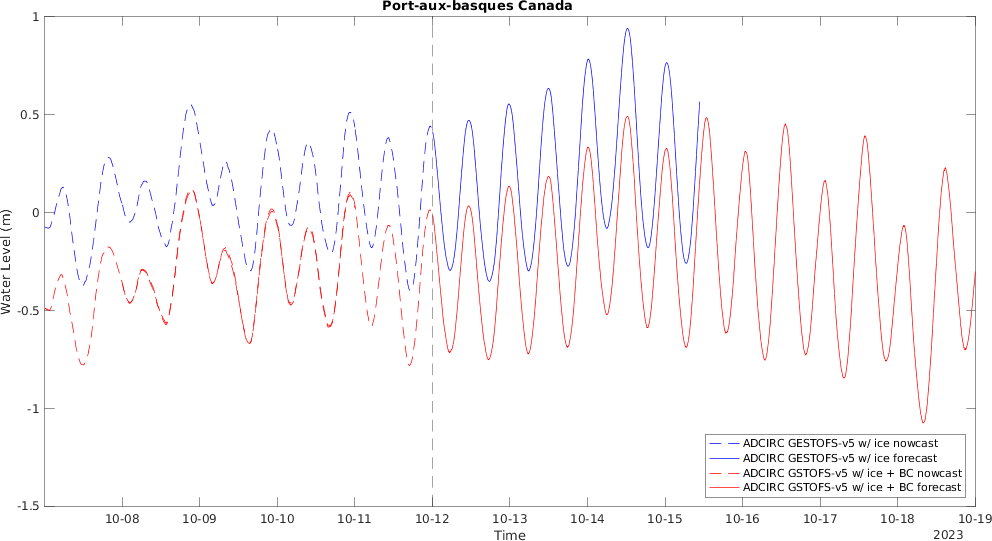 Port-aux-basques Canada
1
0.5
0
-0.5
-1
-1.5
Water Level (m)
ADCIRC GESTOFS-v5 w/ ice nowcast
ADCIRC GESTOFS-v5 w/ ice forecast
ADCIRC GSTOFS-v5 w/ ice + BC nowcast
ADCIRC GSTOFS-v5 w/ ice + BC forecast
10-08 10-09 10-10 10-11 10-12 10-13 10-14 10-15 10-16 10-17 10-18 10-19
Time 2023